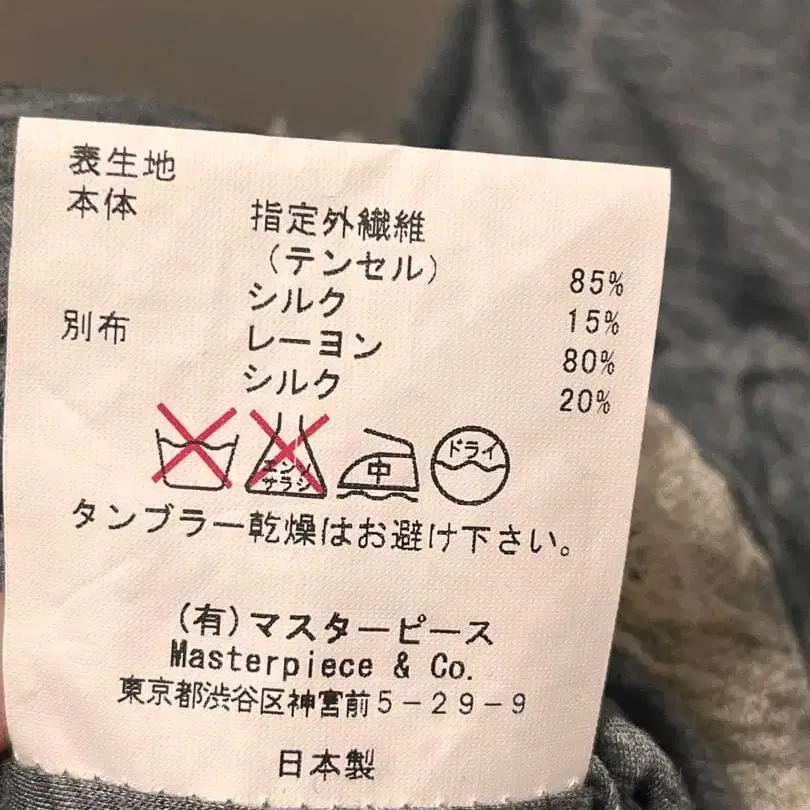 表生地
本体
指定外繊維
(テンセル) 85%
シルク 15%
別布 レーヨン 80%
シルク 20%
エンソ サラシ 中 ドライ
タンブラー乾燥はお避け下さい。
(有)マスターピース
Masterpiece & Co.
東京都渋谷区神宮前5-29-9
日本製